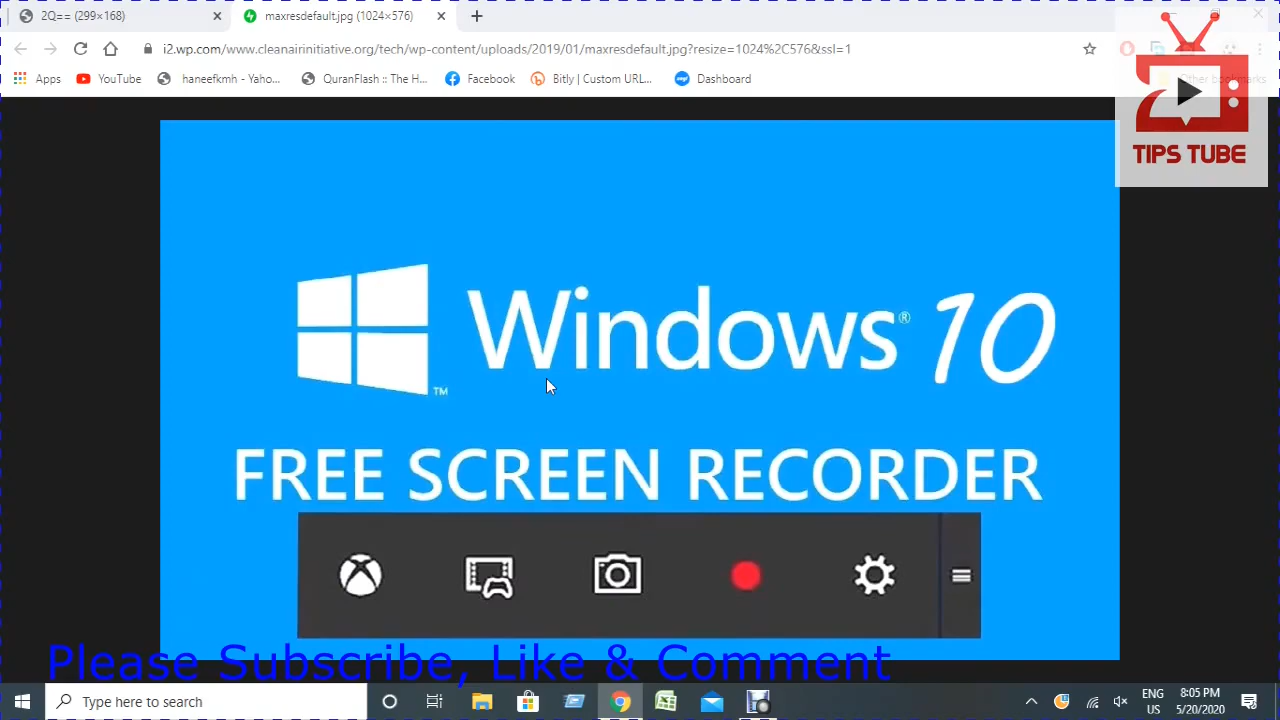 2Q== (299×168)
maxresdefault.jpg (1024×576)
i2.wp.com/www.cleanairinitiative.org/tech/wp-content/uploads/2019/01/maxresdefault.jpg?resize=1024%2C576&ssl=1
Apps YouTube haneefkmh - Yaho... QuranFlash :: The H... Facebook Bitly | Custom URL... Dashboard Other bookmarks
TIPS TUBE
Windows® 10
TM
FREE SCREEN RECORDER
Please Subscribe, Like & Comment
Type here to search
ENG
US
8:05 PM
5/20/2020